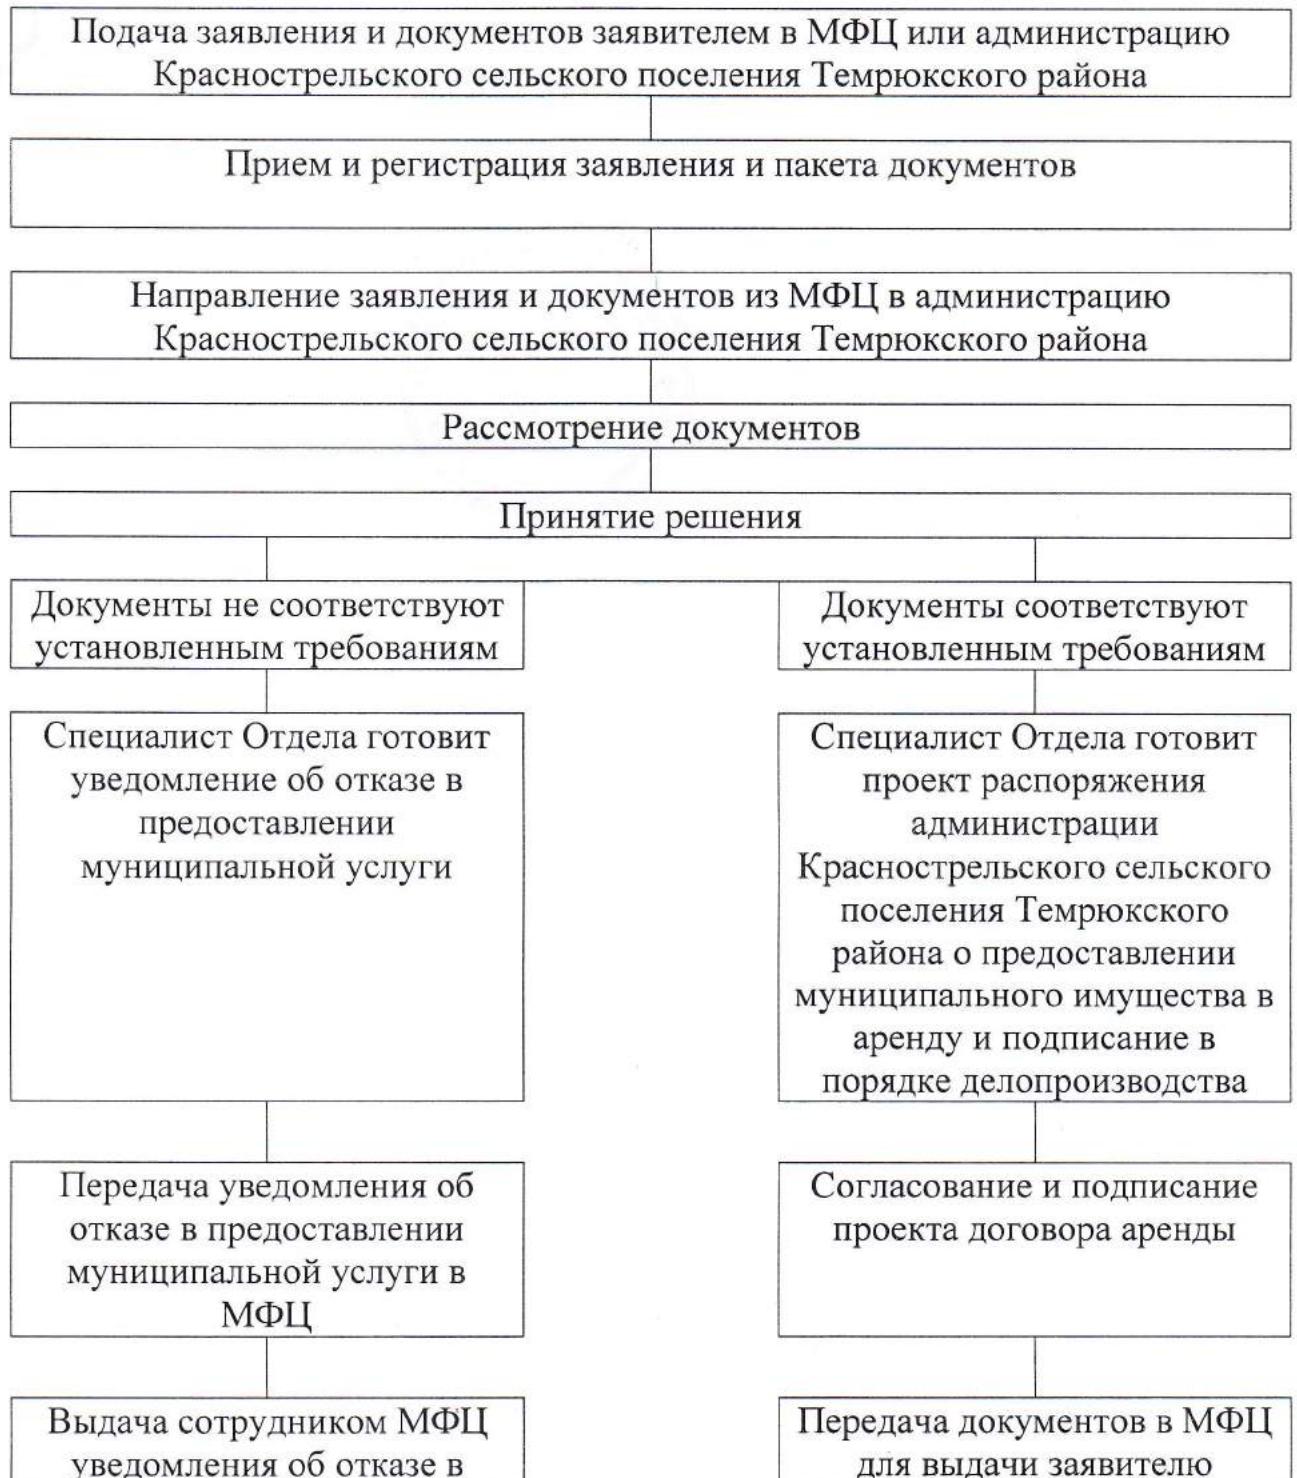 Подача заявления и документов заявителем в МФЦ или администрацию
Краснострельского сельского поселения Темрюкского района
Прием и регистрация заявления и пакета документов
Направление заявления и документов из МФЦ в администрацию
Краснострельского сельского поселения Темрюкского района
Рассмотрение документов
Принятие решения
Документы не соответствуют
установленным требованиям
Документы соответствуют
установленным требованиям
Специалист Отдела готовит
уведомление об отказе в
предоставлении
муниципальной услуги
Специалист Отдела готовит
проект распоряжения
администрации
Краснострельского сельского
поселения Темрюкского
района о предоставлении
муниципального имущества в
аренду и подписание в
порядке делопроизводства
Передача уведомления об
отказе в предоставлении
муниципальной услуги в
МФЦ
Согласование и подписание
проекта договора аренды
Выдача сотрудником МФЦ
уведомления об отказе в
Передача документов в МФЦ
для выдачи заявителю